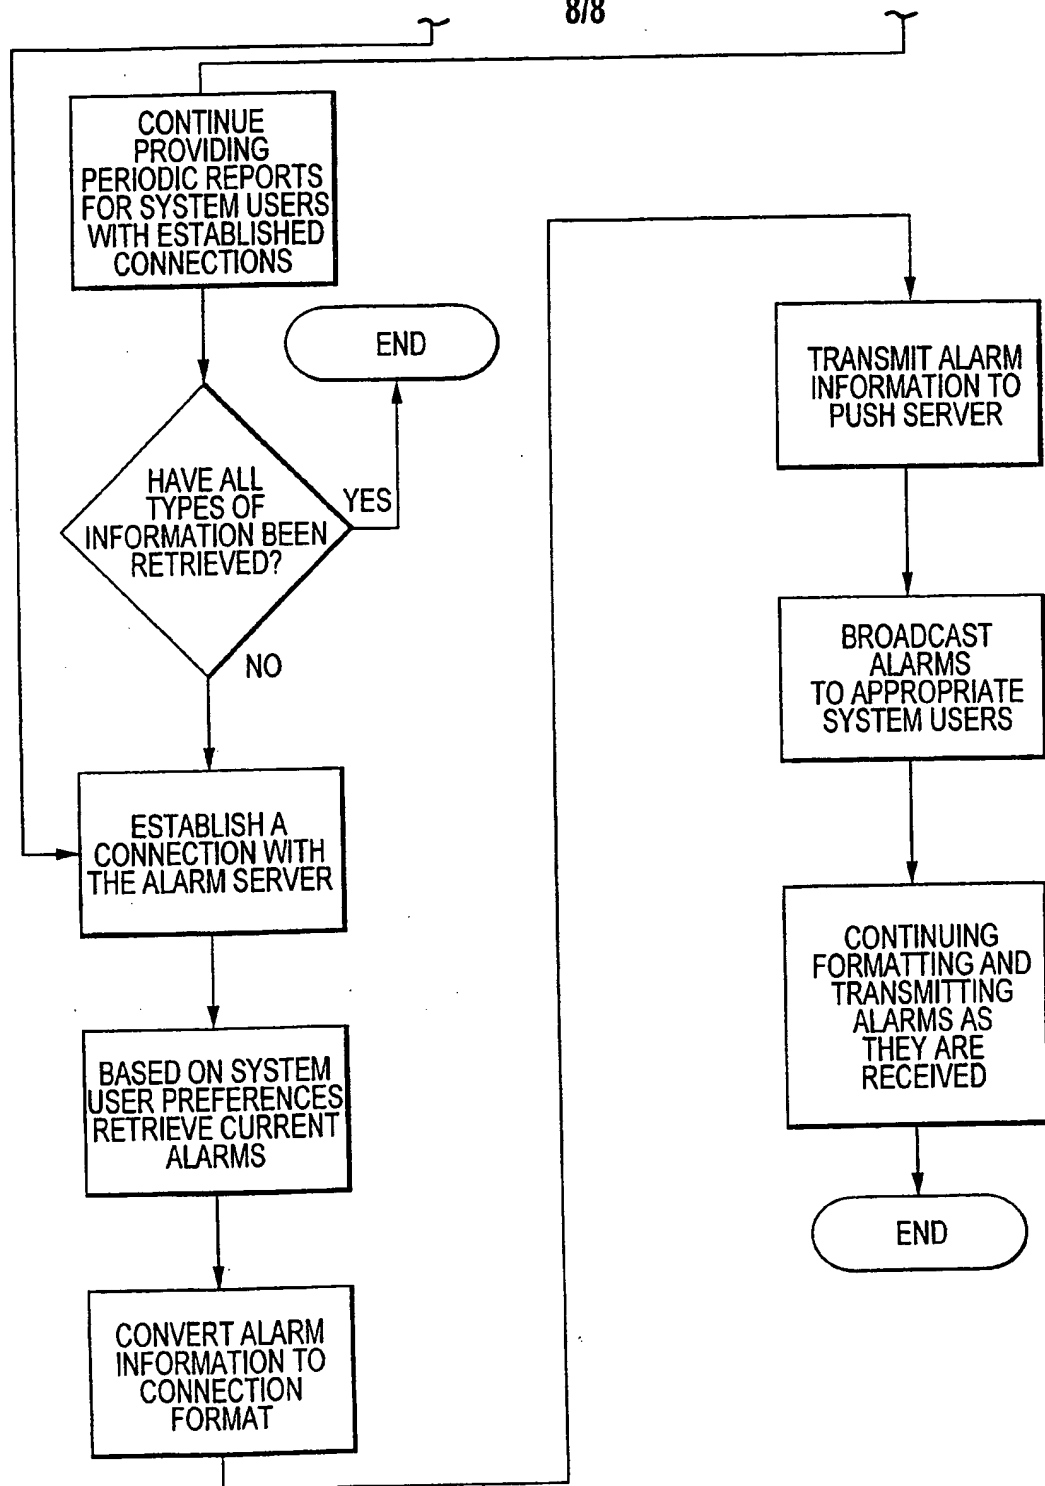 8/8
CONTINUE
PROVIDING
PERIODIC REPORTS
FOR SYSTEM USERS
WITH ESTABLISHED
CONNECTIONS
END
HAVE ALL
TYPES OF
INFORMATION BEEN
RETRIEVED?
YES
NO
ESTABLISH A
CONNECTION WITH
THE ALARM SERVER
BASED ON SYSTEM
USER PREFERENCES
RETRIEVE CURRENT
ALARMS
CONVERT ALARM
INFORMATION TO
CONNECTION
FORMAT
TRANSMIT ALARM
INFORMATION TO
PUSH SERVER
BROADCAST
ALARMS
TO APPROPRIATE
SYSTEM USERS
CONTINUING
FORMATTING AND
TRANSMITTING
ALARMS AS
THEY ARE
RECEIVED
END